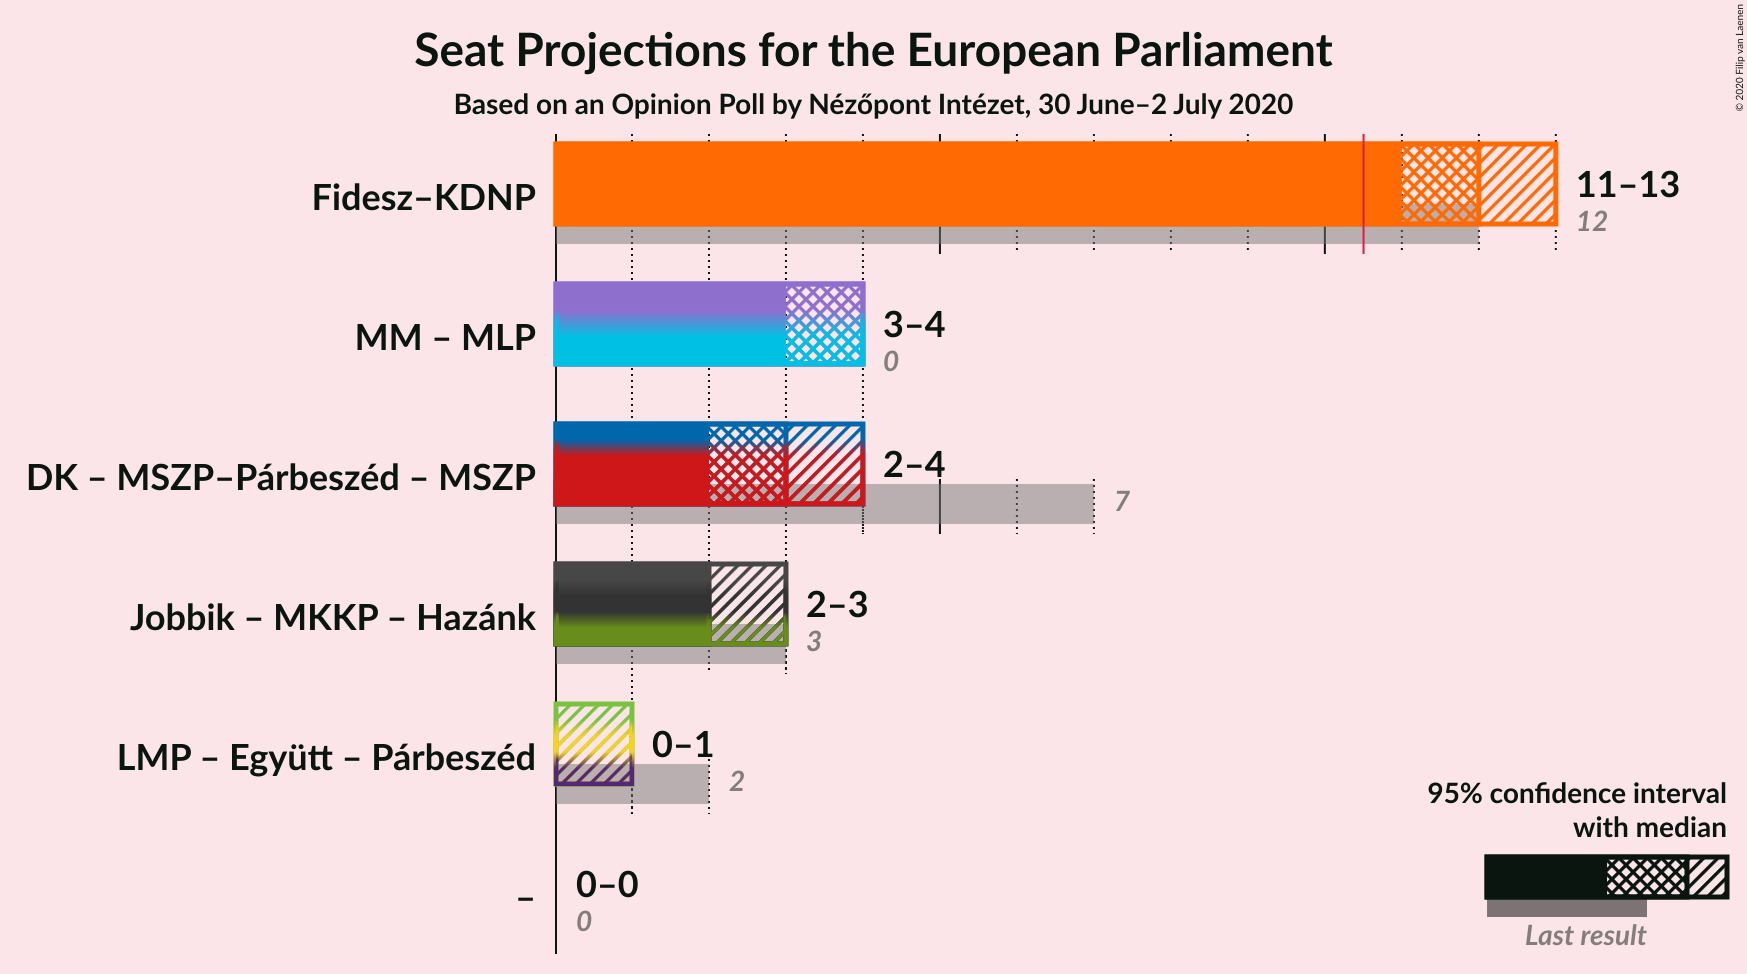 Seat Projections for the European Parliament
Based on an Opinion Poll by Nézőpont Intézet, 30 June–2 July 2020
© 2020 Filip van Laenen
Fidesz–KDNP
11–13
12
MM – MLP
3–4
0
DK – MSZP–Párbeszéd – MSZP
2–4
7
Jobbik – MKKP – Hazánk
2–3
3
LMP – Együtt – Párbeszéd
0–1
2
–
0–0
0
95% confidence interval
with median
Last result